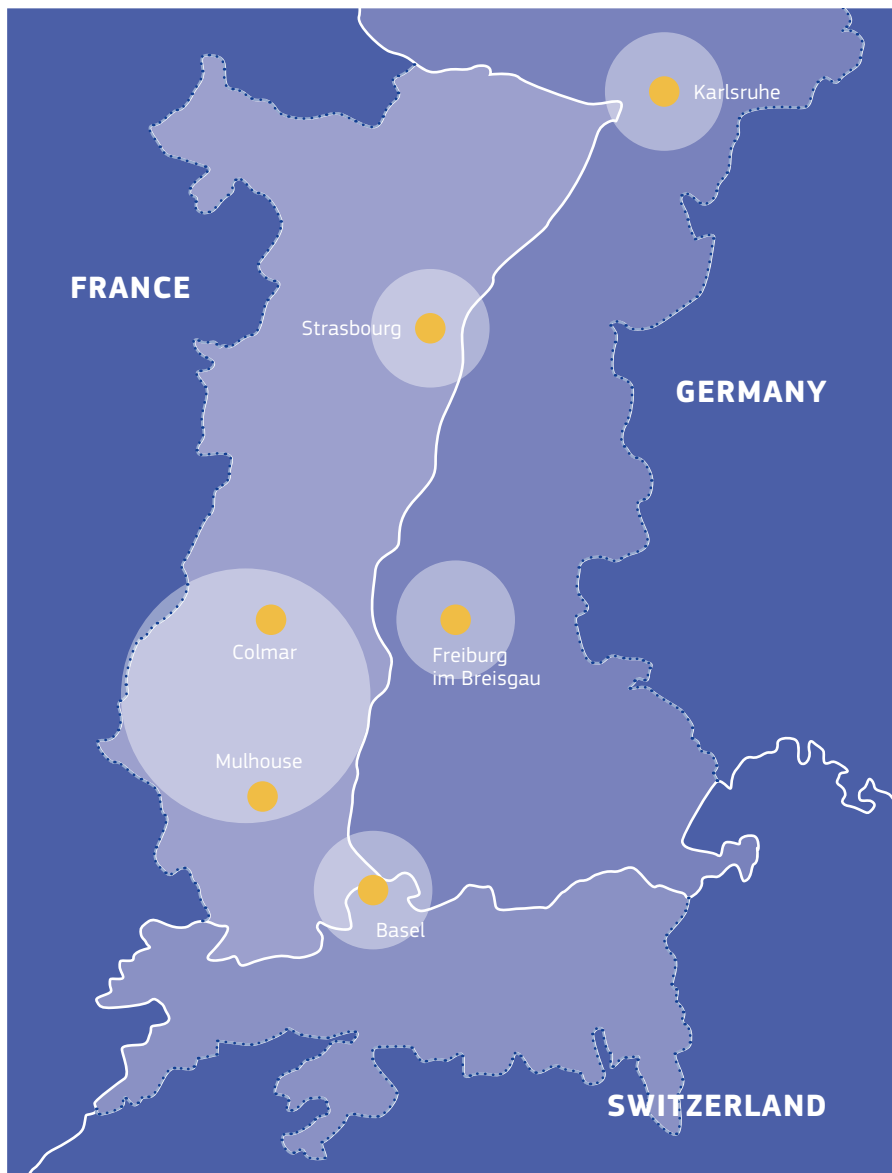 Karlsruhe
FRANCE
Strasbourg
GERMANY
Colmar
Freiburg
im Breisgau
Mulhouse
Basel
SWITZERLAND